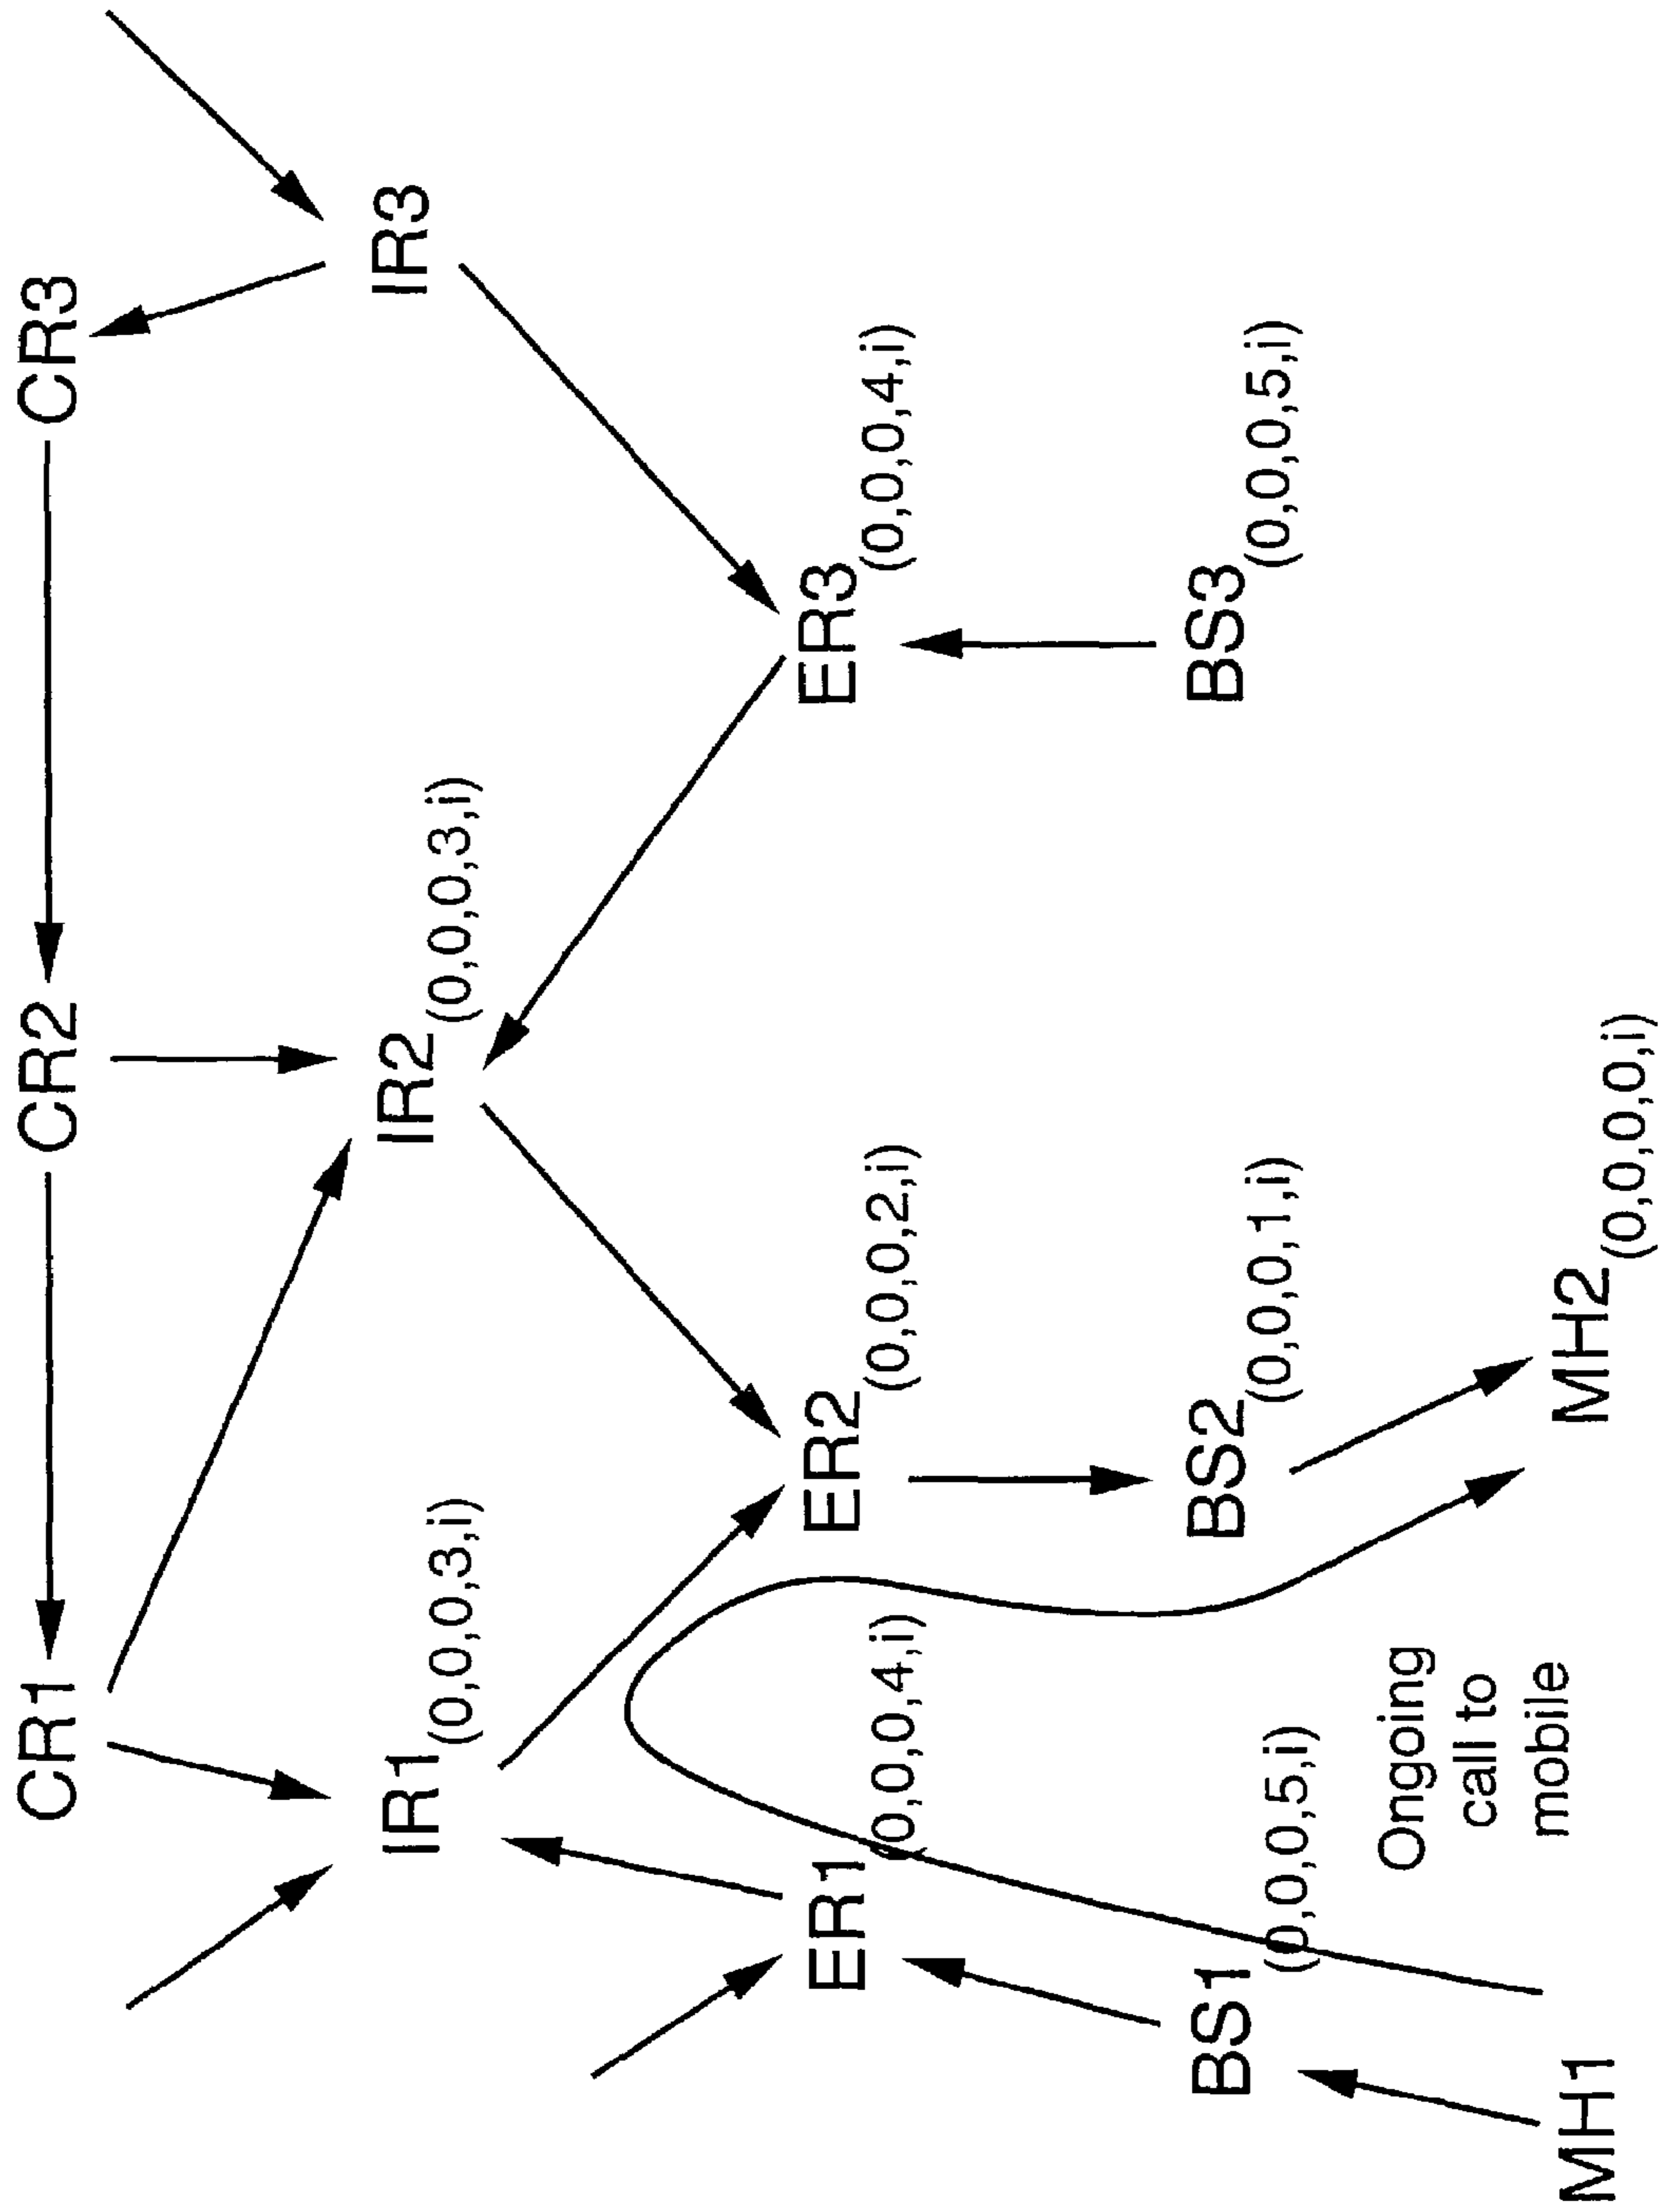 CR1
CR2
CR3
IR1(0,0,0,3,i)
IR2(0,0,0,3,i)
IR3
ER1(0,0,0,4,i)
ER2(0,0,0,2,i)
ER3(0,0,0,4,i)
BS1(0,0,0,5,i)
BS2(0,0,0,1,i)
BS3(0,0,0,5,i)
Ongoing
call to
mobile
MH1
MH2(0,0,0,0,i)